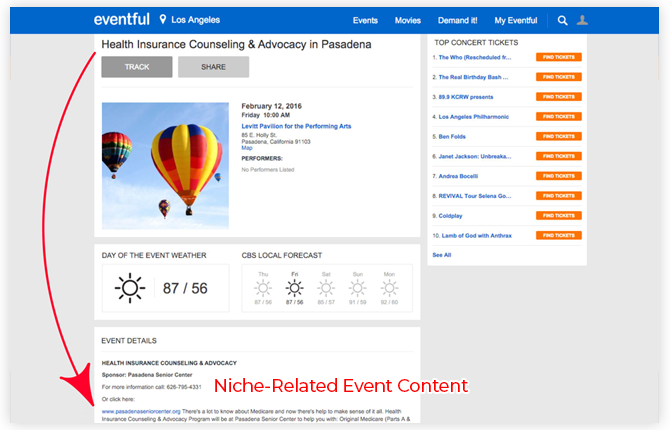 eventful Los Angeles Events Movies Demand it! My Eventful
Health Insurance Counseling & Advocacy in Pasadena
TRACK SHARE
February 12, 2016
Friday 10:00 AM
Levitt Pavilion for the Performing Arts
85 E. Holly St,
Pasadena, California 91103
Map
PERFORMERS:
No Performers Listed
DAY OF THE EVENT WEATHER
87 / 56
CBS LOCAL FORECAST
Thu Fri Sat Sun Mon
87 / 58 87 / 56 85 / 57 81 / 59 92 / 60
EVENT DETAILS
HEALTH INSURANCE COUNSELING & ADVOCACY
Sponsor: Pasadena Senior Center
For more information call: 626-795-4331
Or click here:
www.pasadenaseniorcenter.org There's a lot to know about Medicare and now there's help to make sense of it all. Health
Insurance Counseling & Advocacy Program will be at Pasadena Senior Center to help you with: Original Medicare (Parts A &
Niche-Related Event Content
TOP CONCERT TICKETS
1. The Who (Rescheduled fr... FIND TICKETS
2. The Real Birthday Bash ... FIND TICKETS
3. 89.9 KCRW presents FIND TICKETS
4. Los Angeles Philharmonic FIND TICKETS
5. Ben Folds FIND TICKETS
6. Janet Jackson: Unbreaka... FIND TICKETS
7. Andrea Bocelli FIND TICKETS
8. REVIVAL Tour Selena Go... FIND TICKETS
9. Coldplay FIND TICKETS
10. Lamb of God with Anthrax FIND TICKETS
See All